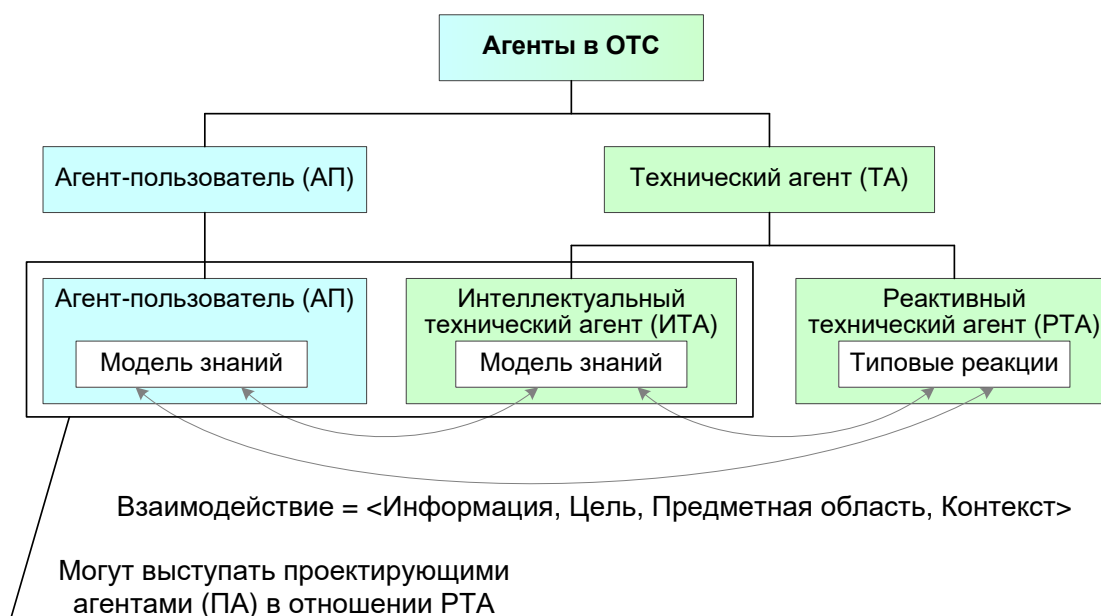 Агенты в ОТС
Агент-пользователь (АП)
Технический агент (ТА)
Агент-пользователь (АП)
Модель знаний
Интеллектуальный
технический агент (ИТА)
Модель знаний
Реактивный
технический агент (РТА)
Типовые реакции
Взаимодействие = <Информация, Цель, Предметная область, Контекст>
Могут выступать проектирующими
агентами (ПА) в отношении РТА